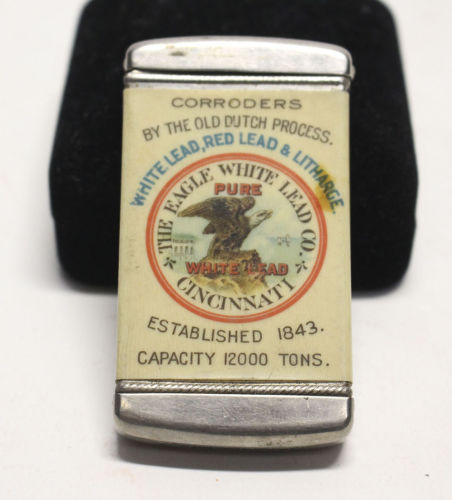 CORRODERS
BY THE OLD DUTCH PROCESS.
WHITE LEAD, RED LEAD & LITHARGE
THE EAGLE WHITE LEAD CO.
PURE
WHITE LEAD
CINCINNATI
ESTABLISHED 1843.
CAPACITY 12000 TONS.